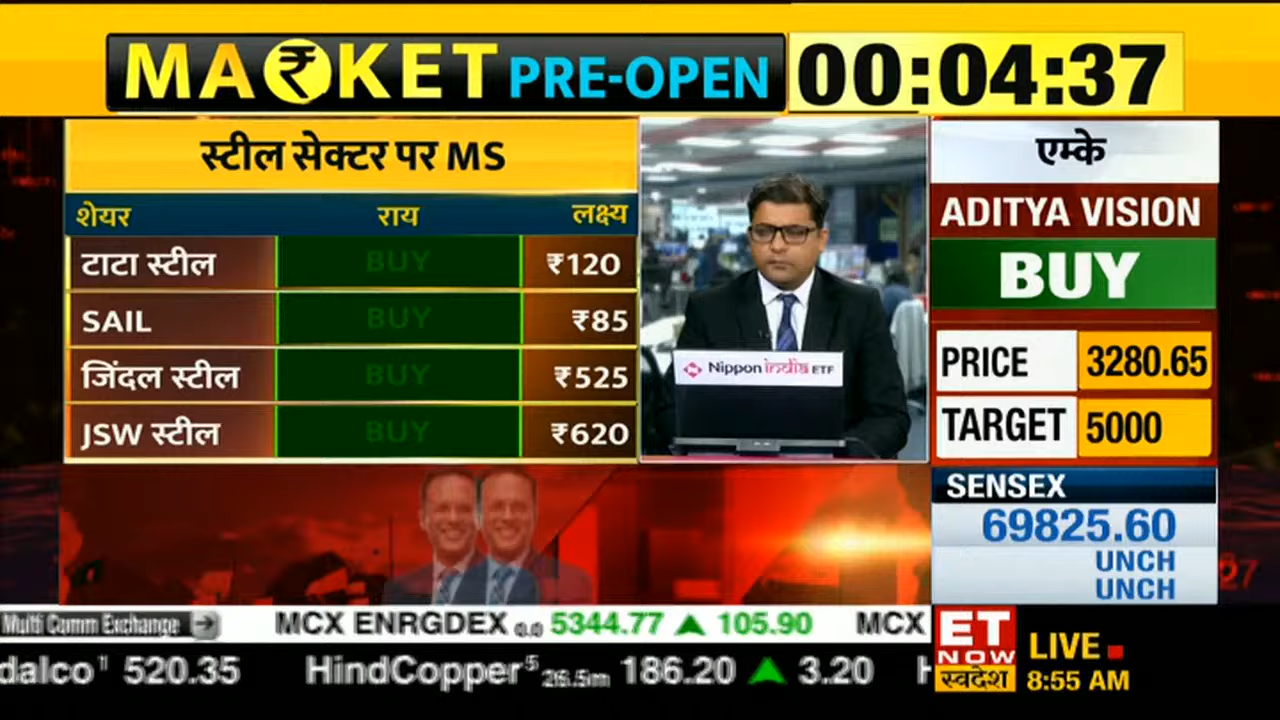 MARKET PRE-OPEN 00:04:37
स्टील सेक्टर पर MS
शेयर राय लक्ष्य
टाटा स्टील BUY ₹120
SAIL BUY ₹85
जिंदल स्टील BUY ₹525
JSW स्टील BUY ₹620
Nippon india ETF
एम्के
ADITYA VISION
BUY
PRICE 3280.65
TARGET 5000
SENSEX
69825.60
UNCH
UNCH
Multi Comm Exchange MCX ENRGDEX 0.0 5344.77 ▲ 105.90 MCX
dalco 520.35 HindCopper 186.20 ▲ 3.20
ET
NOW
स्वदेश
LIVE
8:55 AM